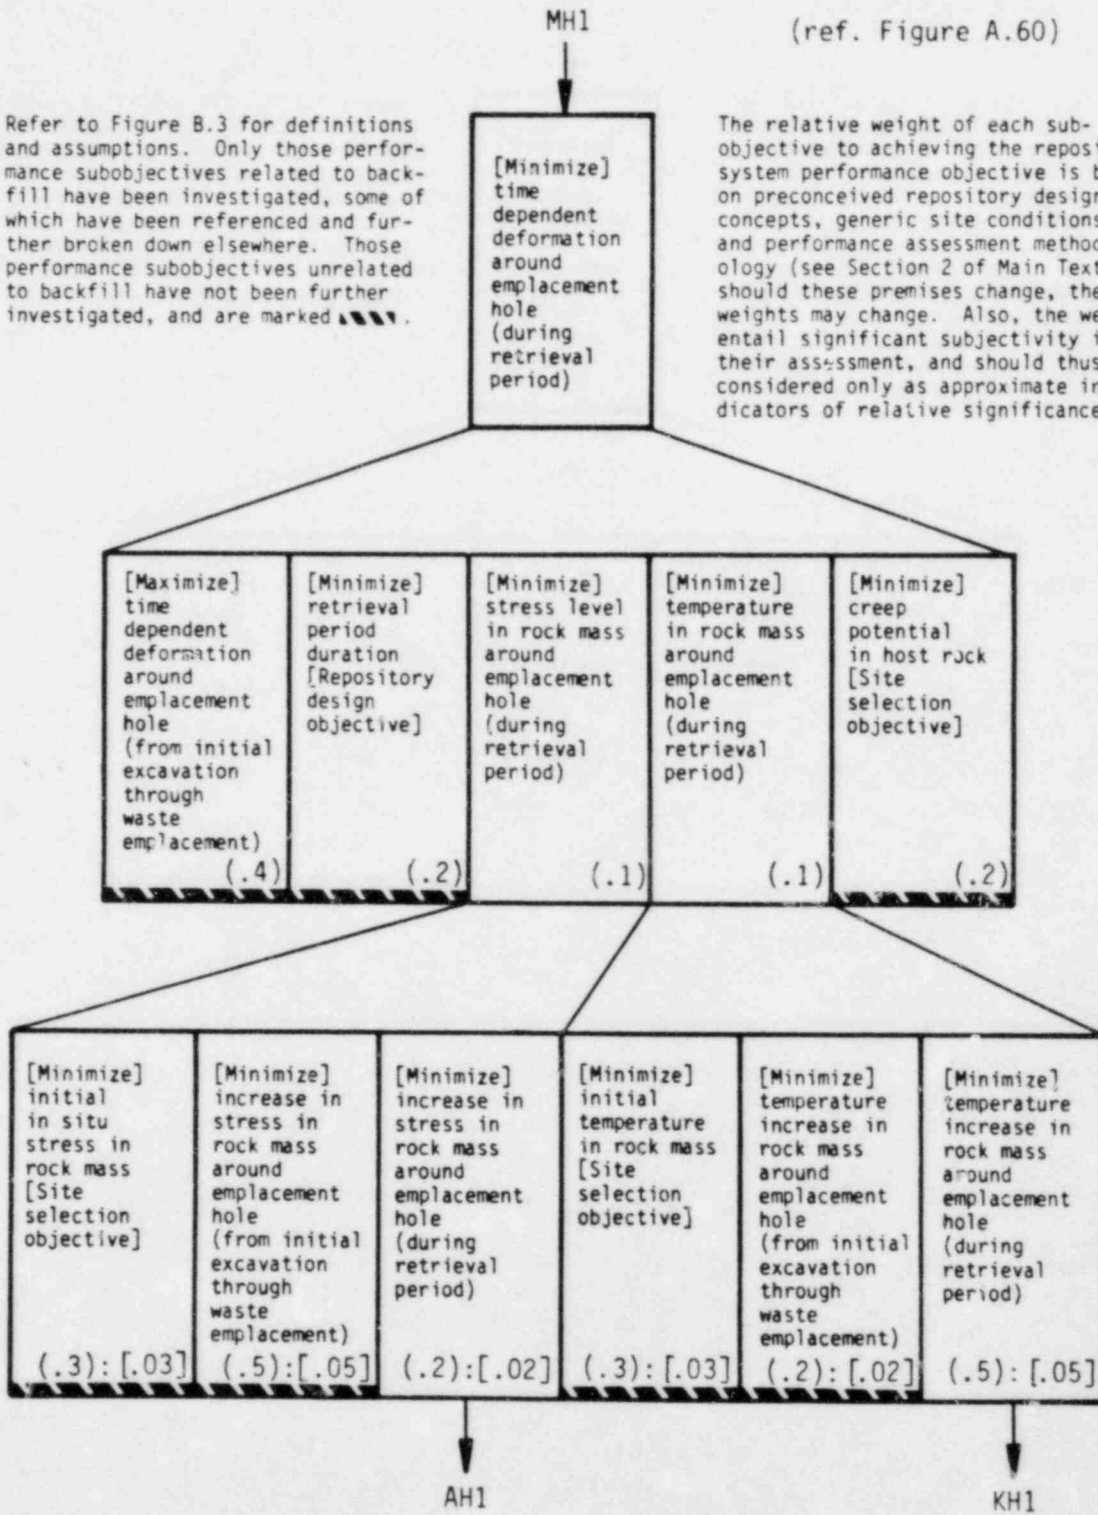 MH1
(ref. Figure A.60)
Refer to Figure B.3 for definitions
and assumptions. Only those perfor-
mance subobjectives related to back-
fill have been investigated, some of
which have been referenced and fur-
ther broken down elsewhere. Those
performance subobjectives unrelated
to backfill have not been further
investigated, and are marked .
[Minimize]
time
dependent
deformation
around
emplacement
hole
(during
retrieval
period)
The relative weight of each sub-
objective to achieving the reposi
system performance objective is b
on preconceived repository design
concepts, generic site conditions
and performance assessment method
ology (see Section 2 of Main Text
should these premises change, the
weights may change. Also, the we
entail significant subjectivity i
their assessment, and should thus
considered only as approximate in
dicators of relative significance
[Maximize]
time
dependent
deformation
around
emplacement
hole
(from initial
excavation
through
waste
emplacement)
(.4)
[Minimize]
retrieval
period
duration
[Repository
design
objective]
(.2)
[Minimize]
stress level
in rock mass
around
emplacement
hole
(during
retrieval
period)
(.1)
[Minimize]
temperature
in rock mass
around
emplacement
hole
(during
retrieval
period)
(.1)
[Minimize]
creep
potential
in host rock
[Site
selection
objective]
(.2)
[Minimize]
initial
in situ
stress in
rock mass
[Site
selection
objective]
(.3):[.03]
[Minimize]
increase in
stress in
rock mass
around
emplacement
hole
(from initial
excavation
through
waste
emplacement)
(.5):[.05]
[Minimize]
increase in
stress in
rock mass
around
emplacement
hole
(during
retrieval
period)
(.2):[.02]
[Minimize]
initial
temperature
in rock mass
[Site
selection
objective]
(.3):[.03]
[Minimize]
temperature
increase in
rock mass
around
emplacement
hole
(from initial
excavation
through
waste
emplacement)
(.2):[.02]
[Minimize]
temperature
increase in
rock mass
around
emplacement
hole
(during
retrieval
period)
(.5):[.05]
AH1
KH1